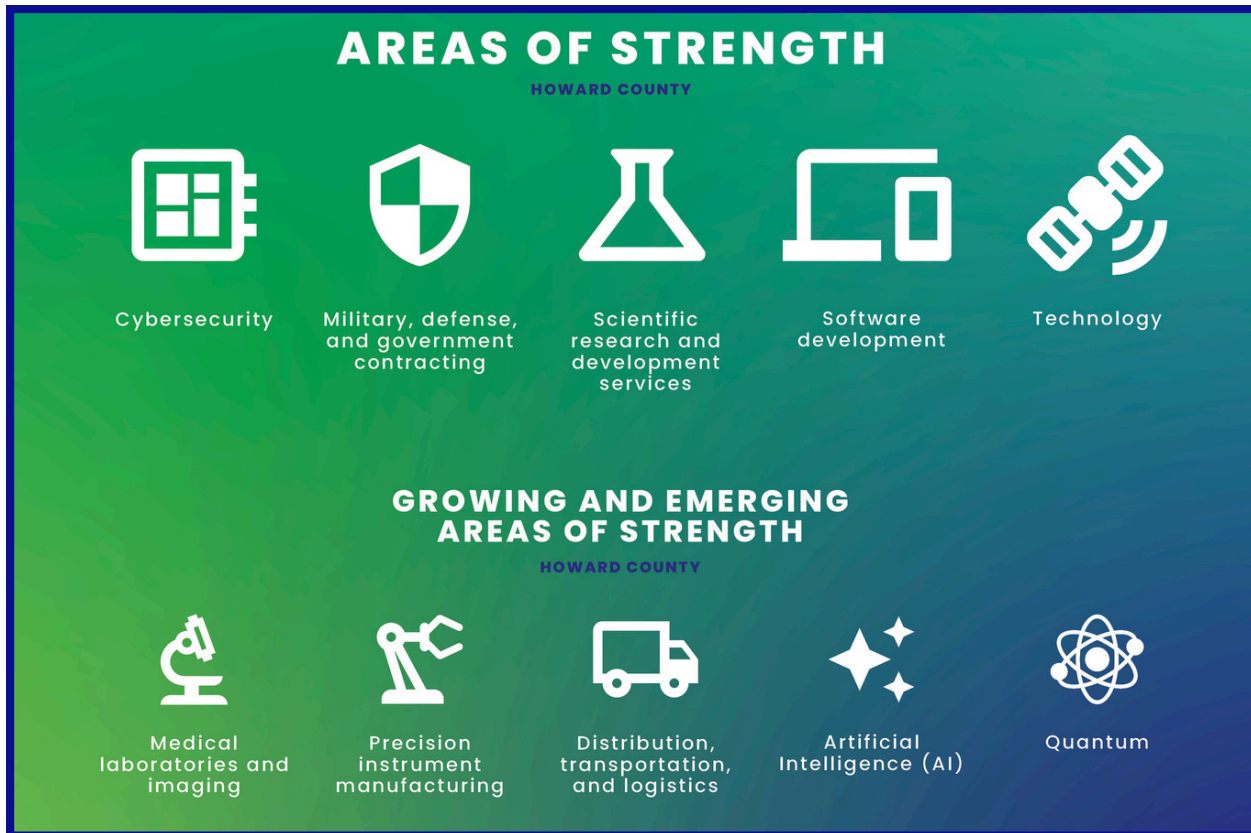 AREAS OF STRENGTH
HOWARD COUNTY
Cybersecurity
Military, defense,
and government
contracting
Scientific
research and
development
services
Software
development
Technology
GROWING AND EMERGING
AREAS OF STRENGTH
HOWARD COUNTY
Medical
laboratories and
imaging
Precision
instrument
manufacturing
Distribution,
transportation,
and logistics
Artificial
Intelligence (AI)
Quantum